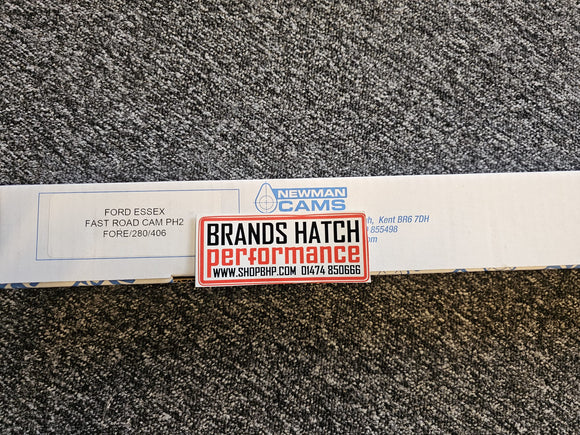 FORD ESSEX
FAST ROAD CAM PH2
FORE/280/406
NEWMAN
CAMS
Kent BR6 7DH
855498
BRANDS HATCH
performance
WWW.SHOPBHP.COM 01474 850666